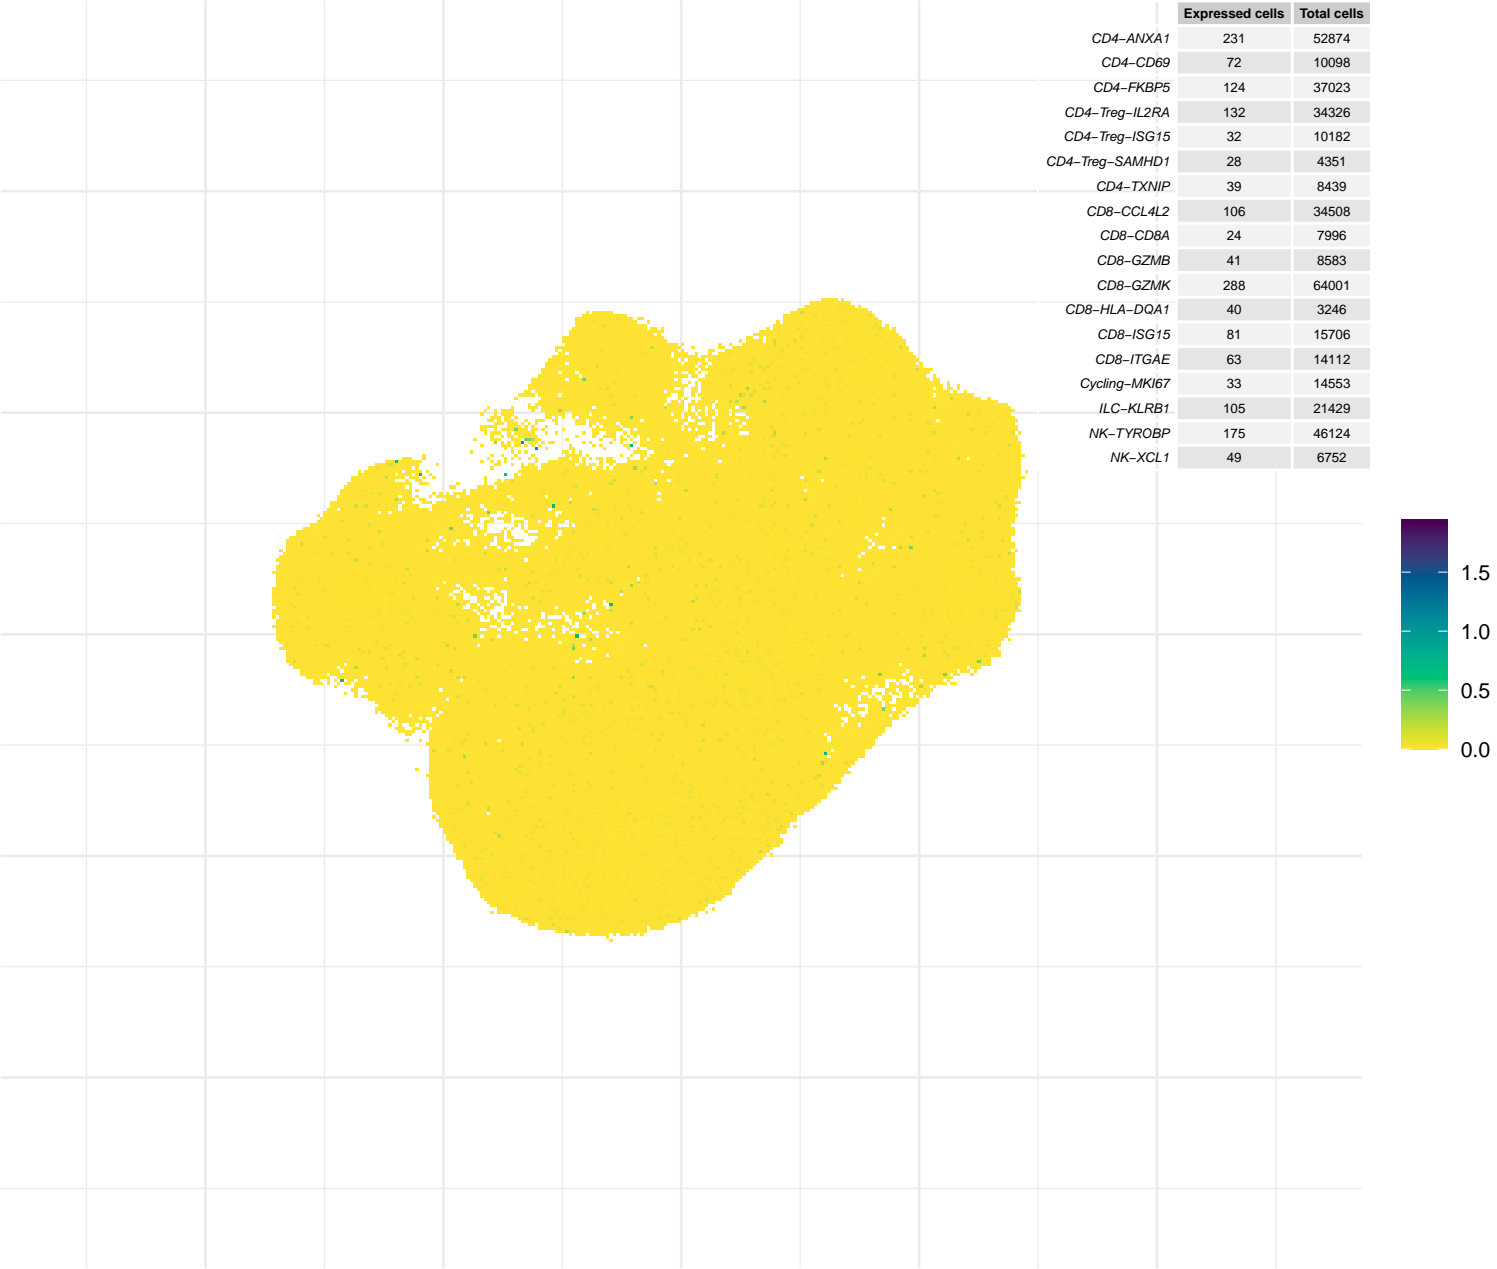 Expressed cells Total cells
CD4−ANXA1 231 52874
CD4−CD69 72 10098
CD4−FKBP5 124 37023
CD4−Treg−IL2RA 132 34326
CD4−Treg−ISG15 32 10182
CD4−Treg−SAMHD1 28 4351
CD4−TXNIP 39 8439
CD8−CCL4L2 106 34508
CD8−CD8A 24 7996
CD8−GZMB 41 8583
CD8−GZMK 288 64001
CD8−HLA−DQA1 40 3246
CD8−ISG15 81 15706
CD8−ITGAE 63 14112
Cycling−MKI67 33 14553
ILC−KLRB1 105 21429
NK−TYROBP 175 46124
NK−XCL1 49 6752
1.5
1.0
0.5
0.0